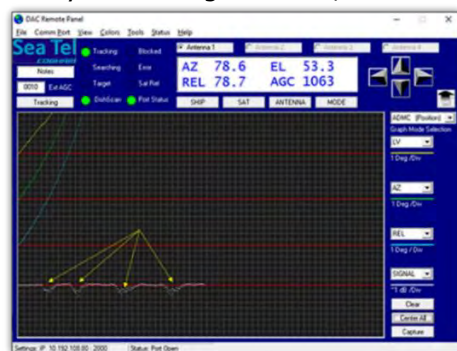 DAC Remote Panel
File Comm Port View Colors Tools Status Help
Sea Tel
COBHAM
Notes
0010 Ext AGC
Tracking
Tracking Blocked
Searching Error
Target Sat Rel
DishScan Port Status
Antenna 1 Antenna 2 Antenna 3 Antenna 4
AZ 78.6 EL 53.3
REL 78.7 AGC 1063
SHIP SAT ANTENNA MODE
ADMC (Position)
Graph Mode Selection
LV
1 Deg /Div
AZ
1 Deg /Div
REL
1 Deg / Div
SIGNAL
~1 dB /Div
Clear
Center All
Capture
Settings: IP 10.192.108.80 - 2000 Status: Port Open